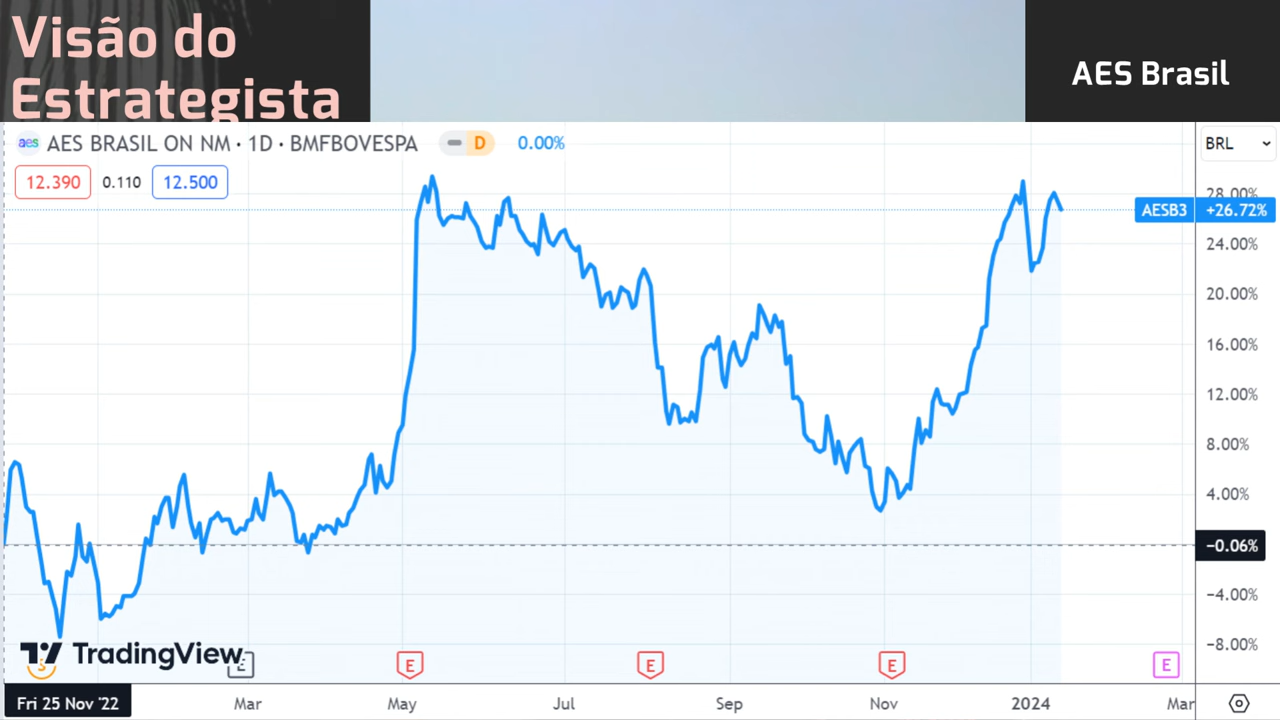 Visão do
Estrategista
AES Brasil
aes AES BRASIL ON NM · 1D · BMFBOVESPA D 0.00%
BRL
12.390 0.110 12.500
28.00%
AESB3 +26.72%
24.00%
20.00%
16.00%
12.00%
8.00%
4.00%
−0.06%
−4.00%
−8.00%
TradingView
S E E E E E
Fri 25 Nov '22 Mar May Jul Sep Nov 2024 Mar